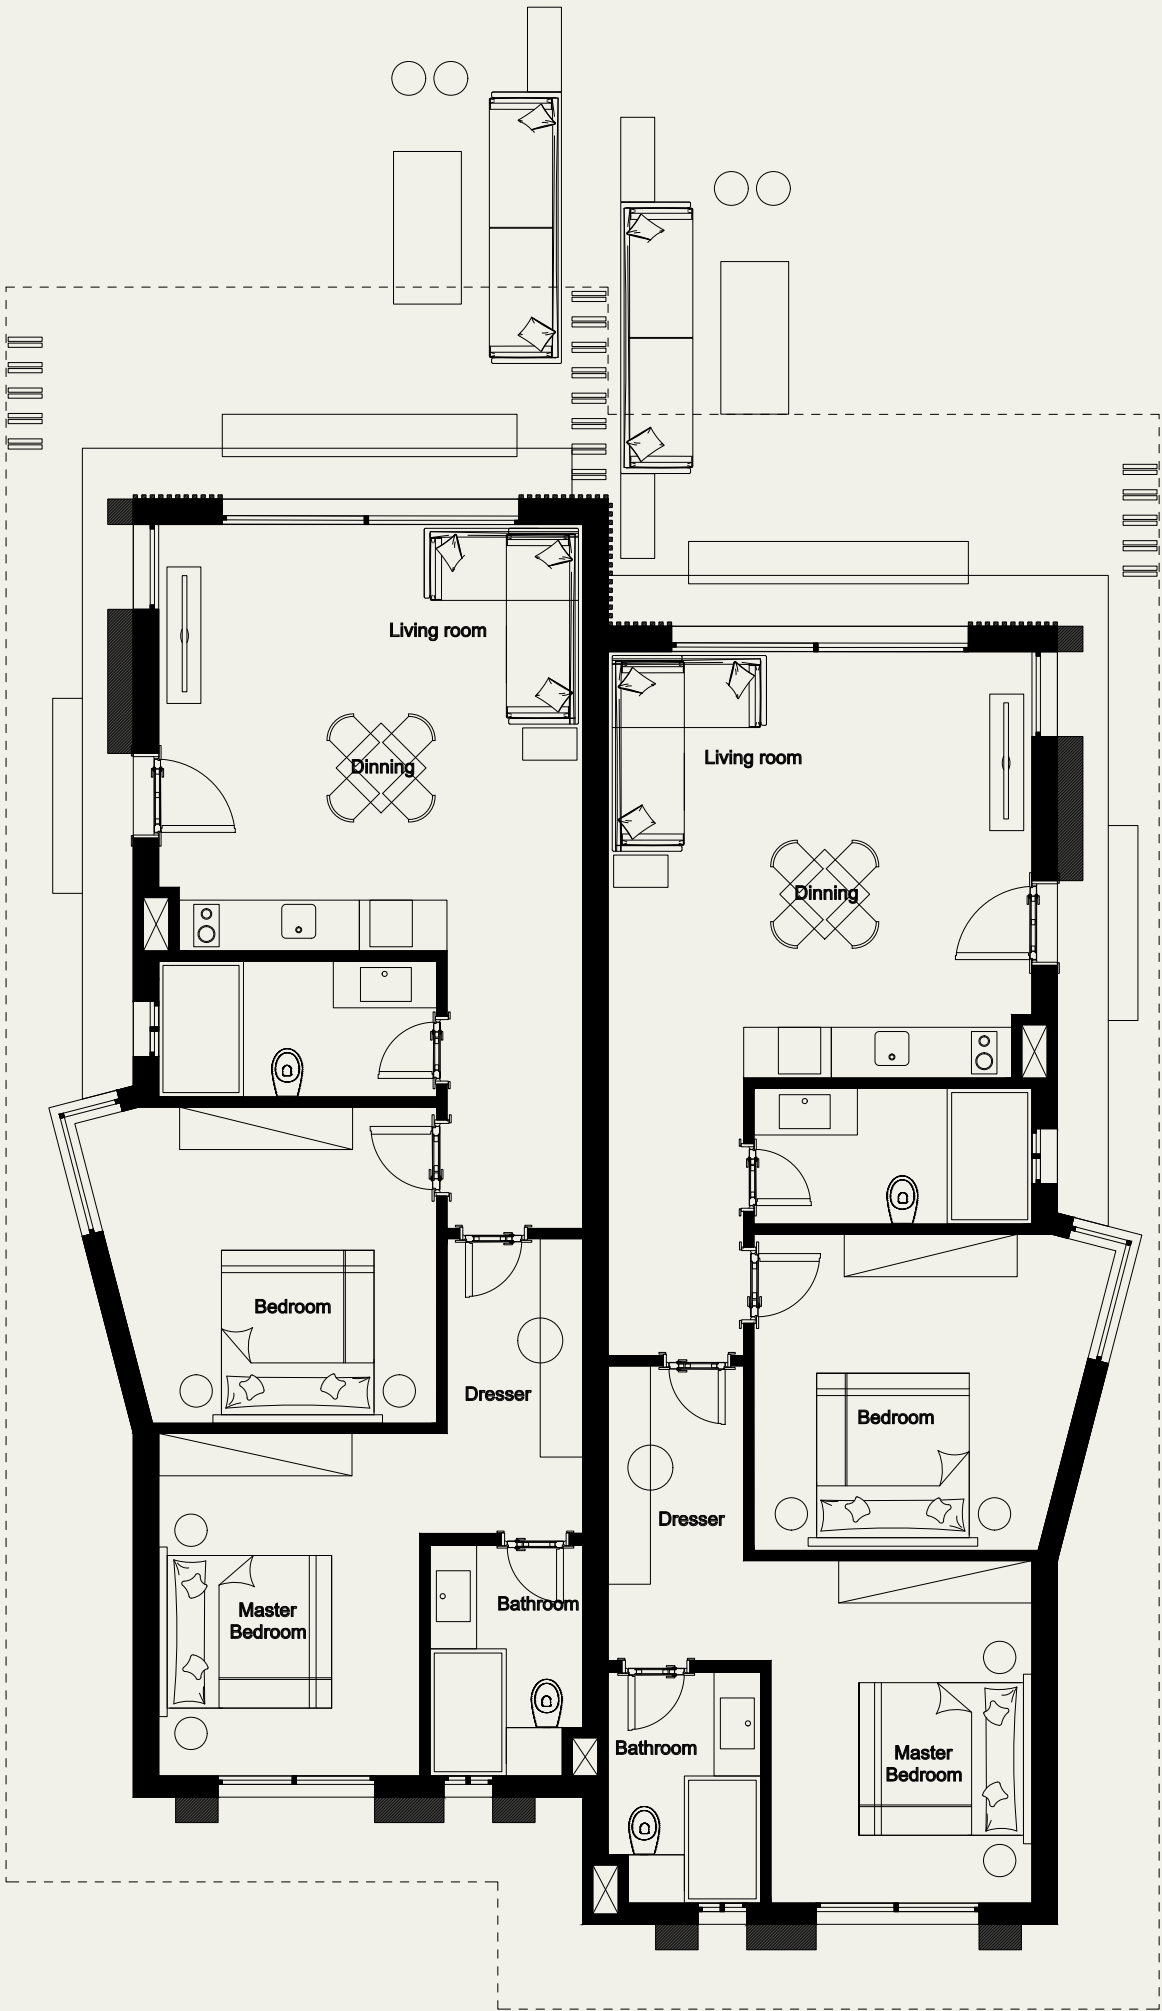 Living room
Dinning
Bedroom
Dresser
Master
Bedroom
Bathroom
Living room
Dinning
Bedroom
Dresser
Bathroom
Master
Bedroom